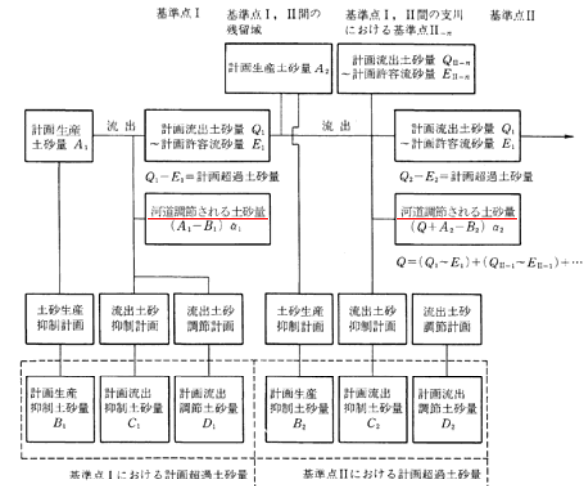 基準点Ⅰ
基準点Ⅰ，Ⅱ間の
残留域
基準点Ⅰ，Ⅱ間の支川
における基準点Ⅱ-n
基準点Ⅱ
計画生産土砂量 A₂
計画流出土砂量 QⅡ-n
～計画許容流砂量 EⅡ-n
計画生産
土砂量 A₁
流 出
計画流出土砂量 Q₁
～計画許容流砂量 E₁
流 出
計画流出土砂量 Q₁
～計画許容流砂量 E₁
Q₁−E₁=計画超過土砂量
Q₂−E₂=計画超過土砂量
河道調節される土砂量
(A₁−B₁) α₁
河道調節される土砂量
(Q+A₂−B₂) α₂
Q=(Q₁~E₁)+(QⅡ-1~EⅡ-1)+…
土砂生産
抑制計画
流出土砂
抑制計画
流出土砂
調節計画
土砂生産
抑制計画
流出土砂
抑制計画
流出土砂
調節計画
計画生産
抑制土砂量
B₁
計画流出
抑制土砂量
C₁
計画流出
調節土砂量
D₁
計画生産
抑制土砂量
B₂
計画流出
抑制土砂量
C₂
計画流出
調節土砂量
D₂
基準点Ⅰにおける計画超過土砂量
基準点Ⅱにおける計画超過土砂量